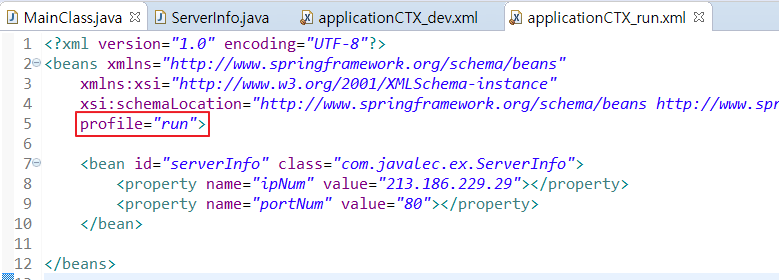 MainClass.java ServerInfo.java applicationCTX_dev.xml applicationCTX_run.xml
1 <?xml version="1.0" encoding="UTF-8"?>
2 <beans xmlns="http://www.springframework.org/schema/beans"
3 xmlns:xsi="http://www.w3.org/2001/XMLSchema-instance"
4 xsi:schemaLocation="http://www.springframework.org/schema/beans http://www.sp
5 profile="run">
6
7 <bean id="serverInfo" class="com.javalec.ex.ServerInfo">
8 <property name="ipNum" value="213.186.229.29"></property>
9 <property name="portNum" value="80"></property>
10 </bean>
11
12 </beans>
13